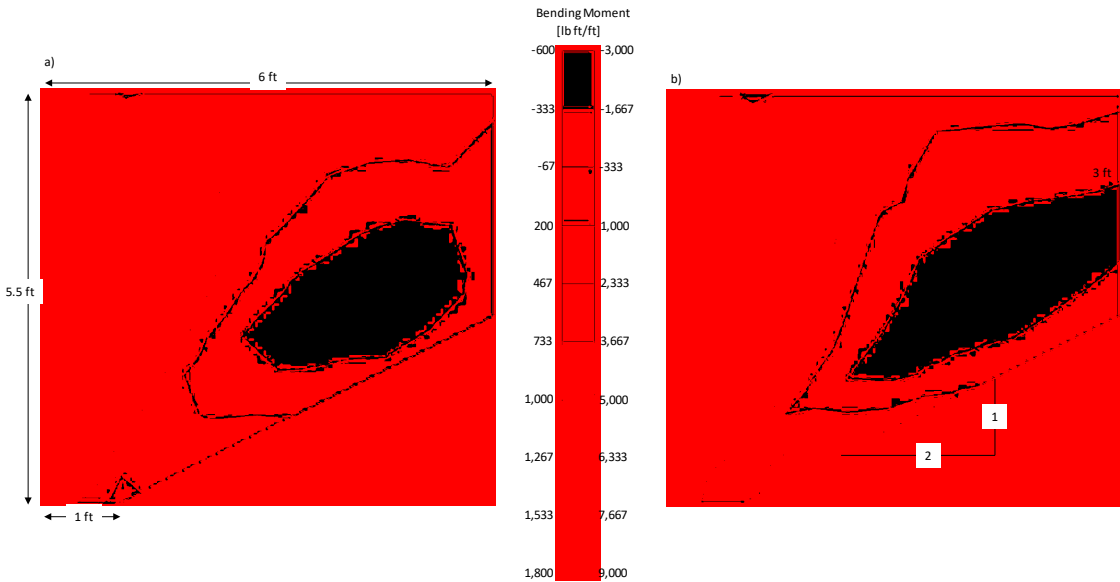 Bending Moment
[lb ft/ft]
a)
6 ft
b)
-600 -3,000
-333 -1,667
-67 -333
200 1,000
467 2,333
733 3,667
1,000 5,000
1,267 6,333
1,533 7,667
1,800 9,000
3 ft
5.5 ft
1
2
1 ft